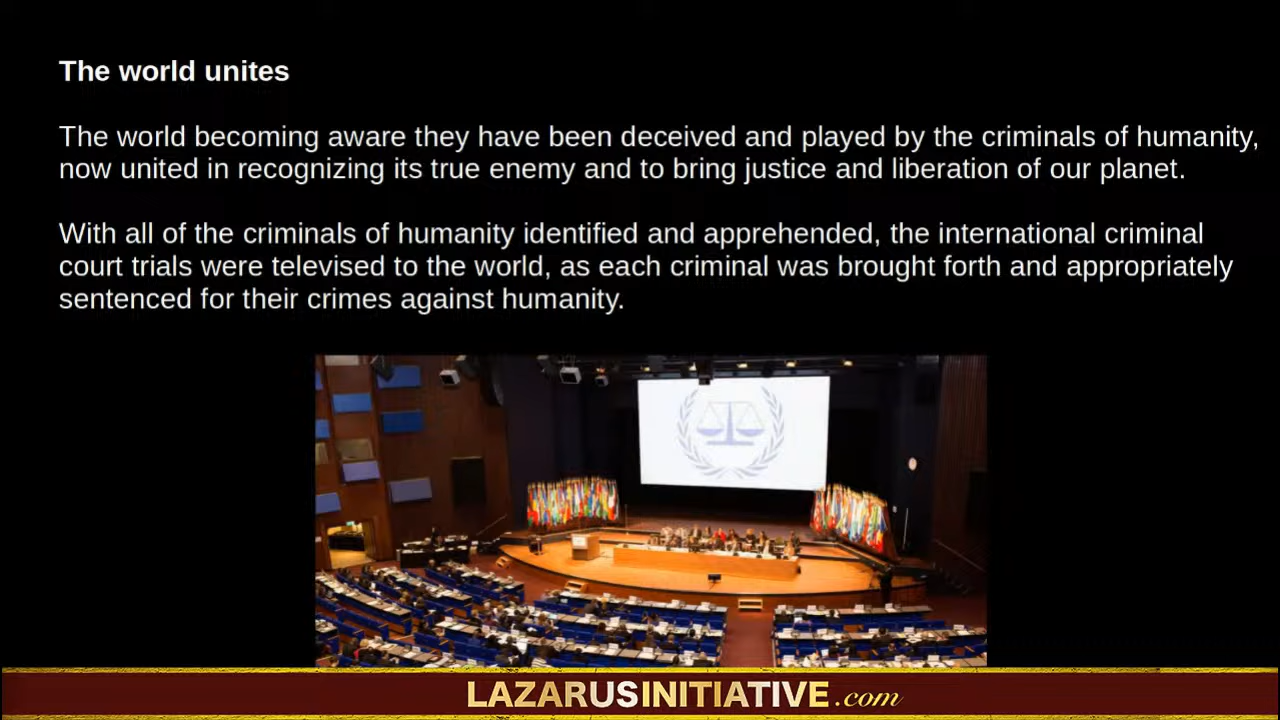 The world unites
The world becoming aware they have been deceived and played by the criminals of humanity,
now united in recognizing its true enemy and to bring justice and liberation of our planet.
With all of the criminals of humanity identified and apprehended, the international criminal
court trials were televised to the world, as each criminal was brought forth and appropriately
sentenced for their crimes against humanity.
LAZARUSINITIATIVE.com